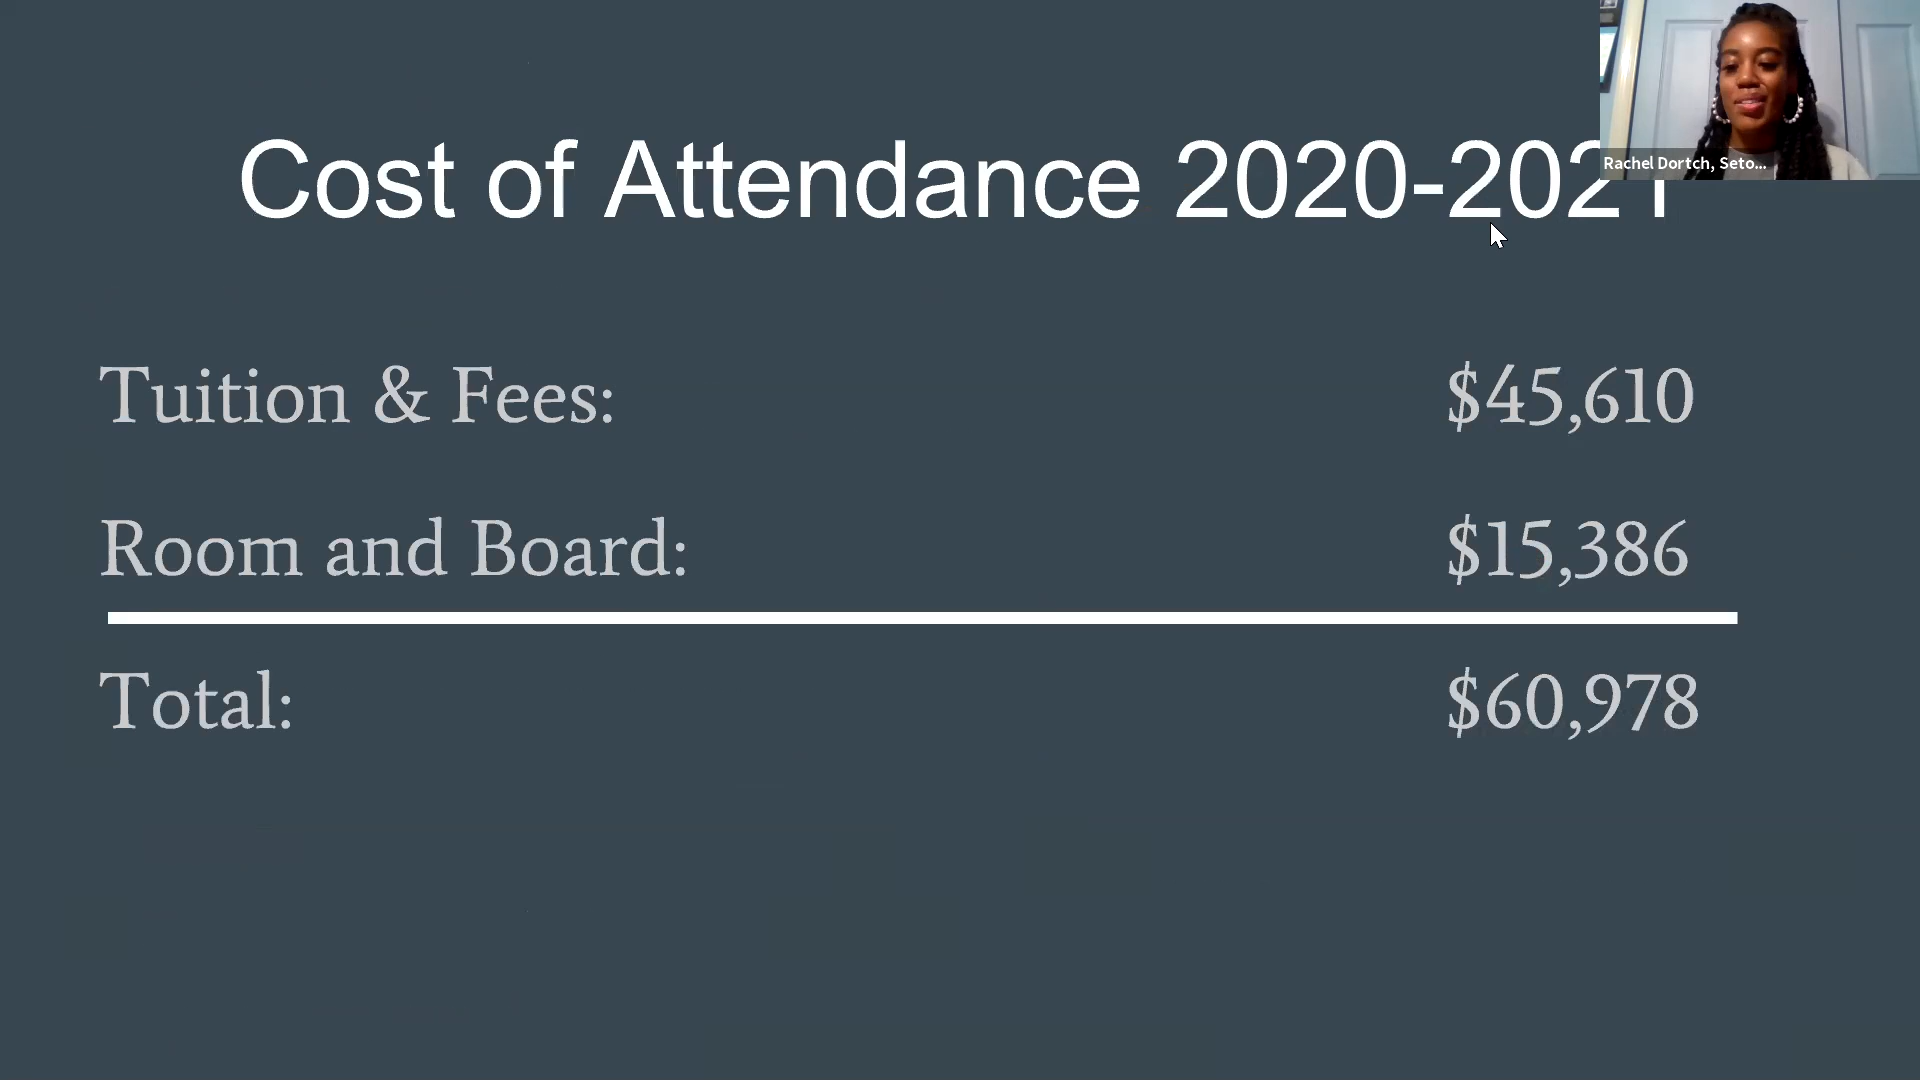 Cost of Attendance 2020-2021
Rachel Dortch, Seto...
Tuition & Fees: $45,610
Room and Board: $15,386
Total: $60,978